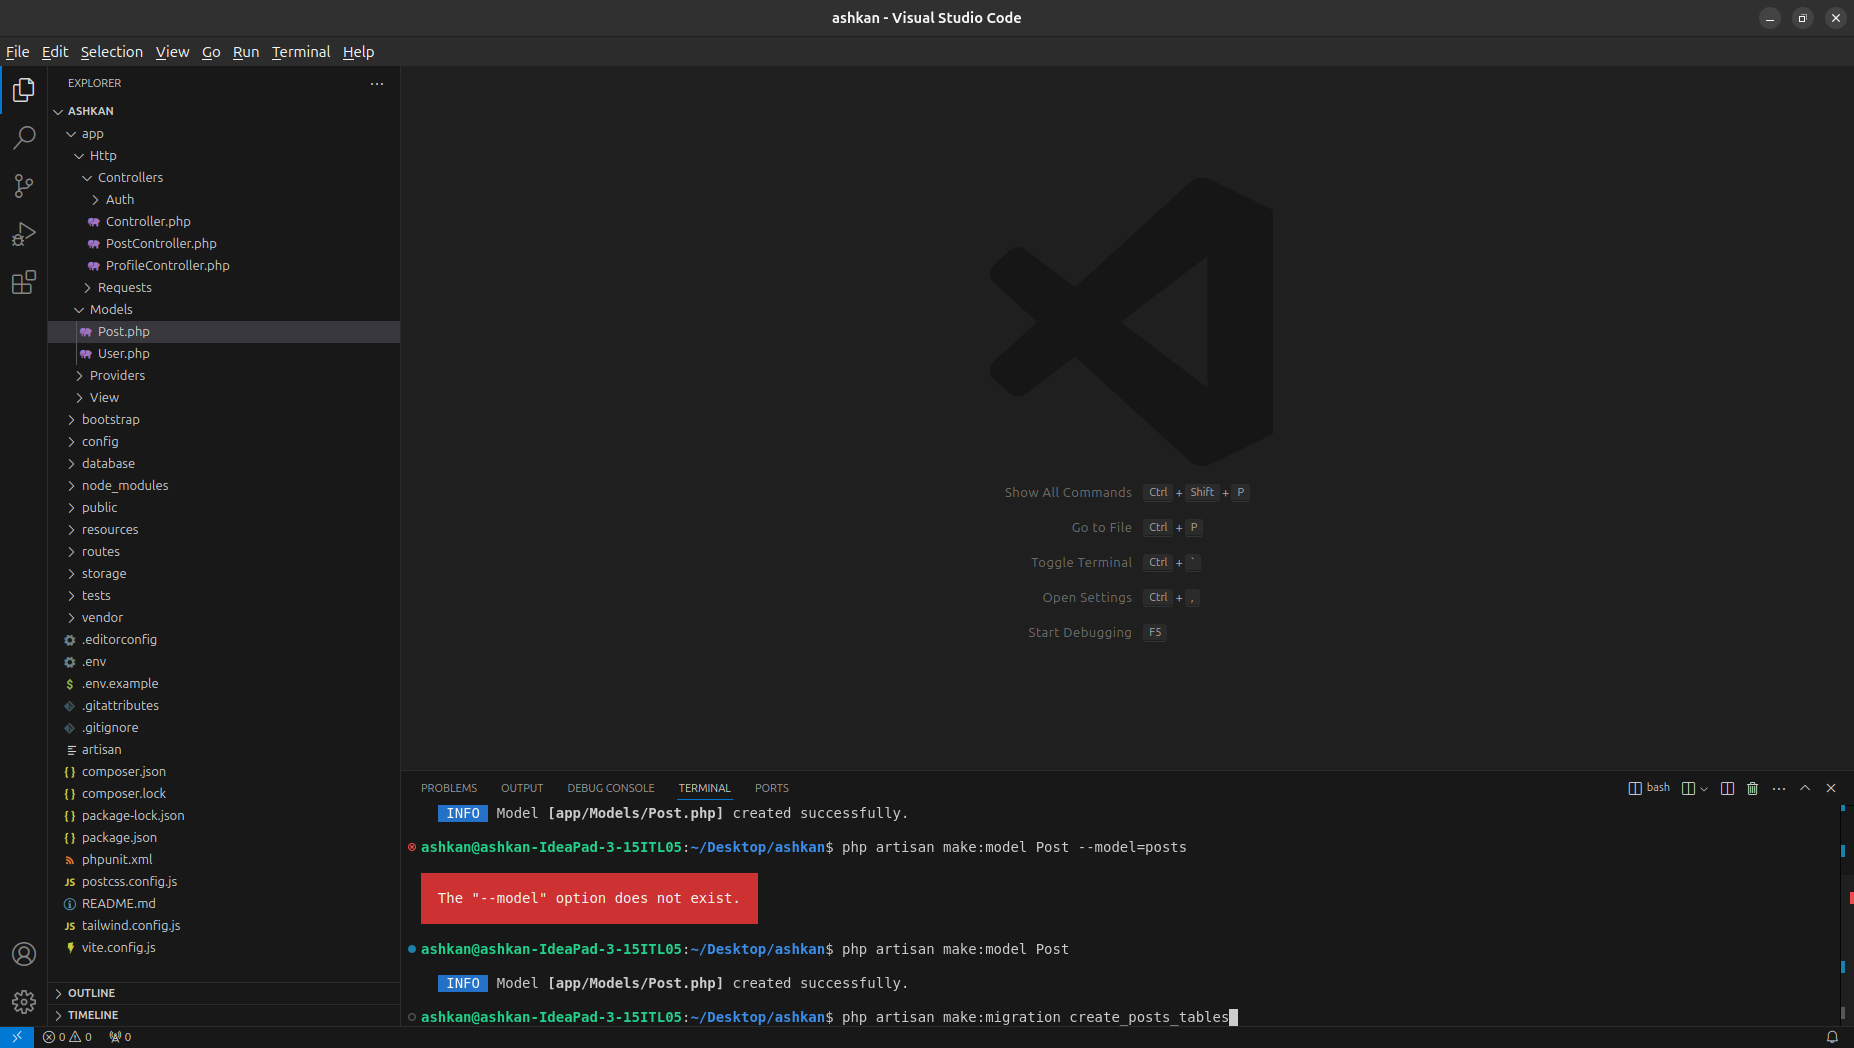 ashkan - Visual Studio Code
File Edit Selection View Go Run Terminal Help
EXPLORER
ASHKAN
app
Http
Controllers
Auth
Controller.php
PostController.php
ProfileController.php
Requests
Models
Post.php
User.php
Providers
View
bootstrap
config
database
node_modules
public
resources
routes
storage
tests
vendor
.editorconfig
.env
$ .env.example
.gitattributes
.gitignore
artisan
{} composer.json
{} composer.lock
{} package-lock.json
{} package.json
phpunit.xml
JS postcss.config.js
README.md
JS tailwind.config.js
vite.config.js
OUTLINE
TIMELINE
Show All Commands Ctrl + Shift + P
Go to File Ctrl + P
Toggle Terminal Ctrl + `
Open Settings Ctrl + ,
Start Debugging F5
PROBLEMS OUTPUT DEBUG CONSOLE TERMINAL PORTS
bash
INFO Model [app/Models/Post.php] created successfully.
ashkan@ashkan-IdeaPad-3-15ITL05:~/Desktop/ashkan$ php artisan make:model Post --model=posts
The "--model" option does not exist.
ashkan@ashkan-IdeaPad-3-15ITL05:~/Desktop/ashkan$ php artisan make:model Post
INFO Model [app/Models/Post.php] created successfully.
ashkan@ashkan-IdeaPad-3-15ITL05:~/Desktop/ashkan$ php artisan make:migration create_posts_tables
0 0 0